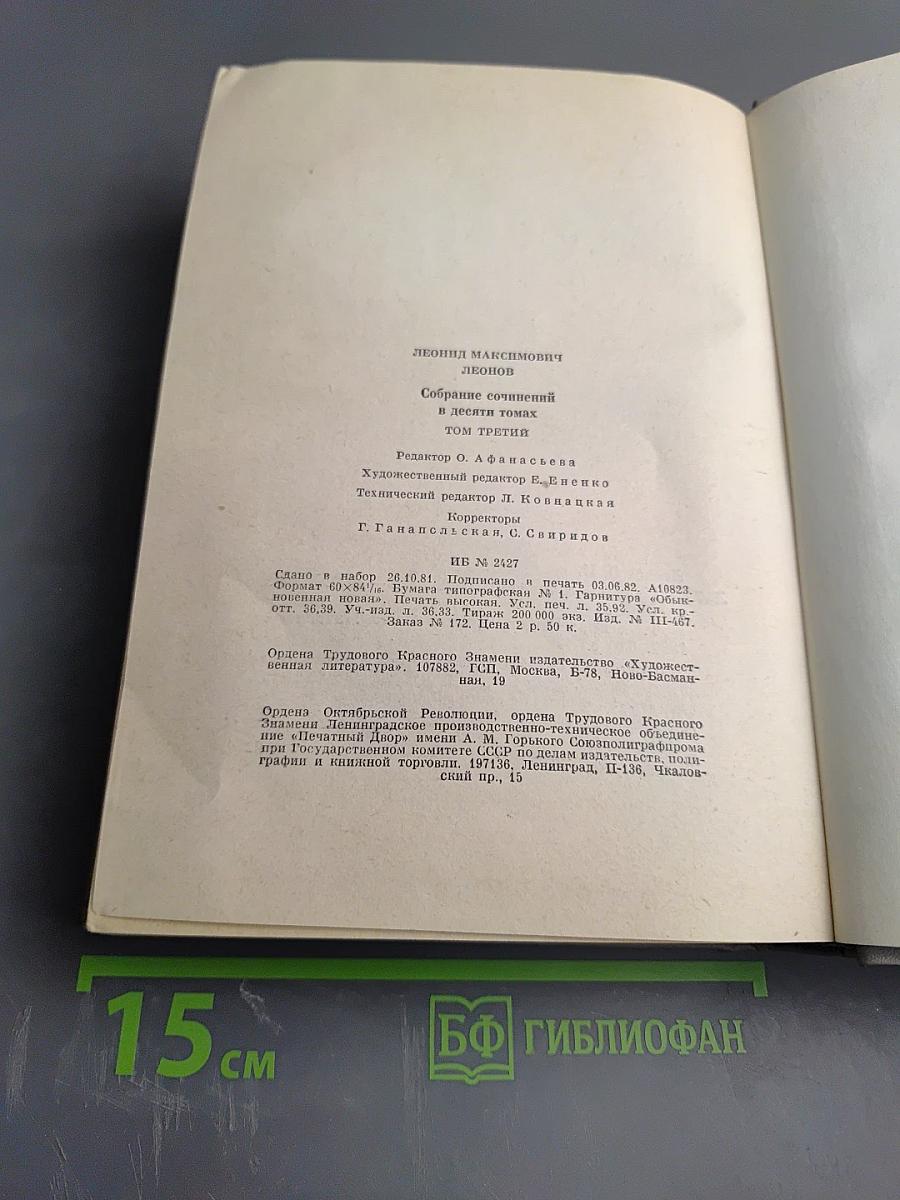 ЛЕОНИД МАКСИМОВИЧ
ЛЕОНОВ
Собрание сочинений
в десяти томах
ТОМ ТРЕТИЙ
Редактор О. Афанасьева
Художественный редактор Е. Ененко
Технический редактор Л. Ковнацкая
Корректоры
Г. Ганапольская, С. Свиридов
ИБ № 2427
Сдано в набор 26.10.81. Подписано в печать 03.06.82. А10823.
Формат 60×84¹/₁₆. Бумага типографская № 1. Гарнитура «Обык-
новенная новая». Печать высокая. Усл. печ. л. 35,92. Усл. кр.-
отт. 36,39. Уч.-изд. л. 36,33. Тираж 200 000 экз. Изд. № III-467.
Заказ № 172. Цена 2 р. 50 к.
Ордена Трудового Красного Знамени издательство «Художест-
венная литература». 107882, ГСП, Москва, Б-78, Ново-Басман-
ная, 19
Ордена Октябрьской Революции, ордена Трудового Красного
Знамени Ленинградское производственно-техническое объедине-
ние «Печатный Двор» имени А. М. Горького Союзполиграфпрома
при Государственном комитете СССР по делам издательств, поли-
графии и книжной торговли. 197136, Ленинград, П-136, Чкалов-
ский пр., 15
15 см
БФ ГИБЛИОФАН